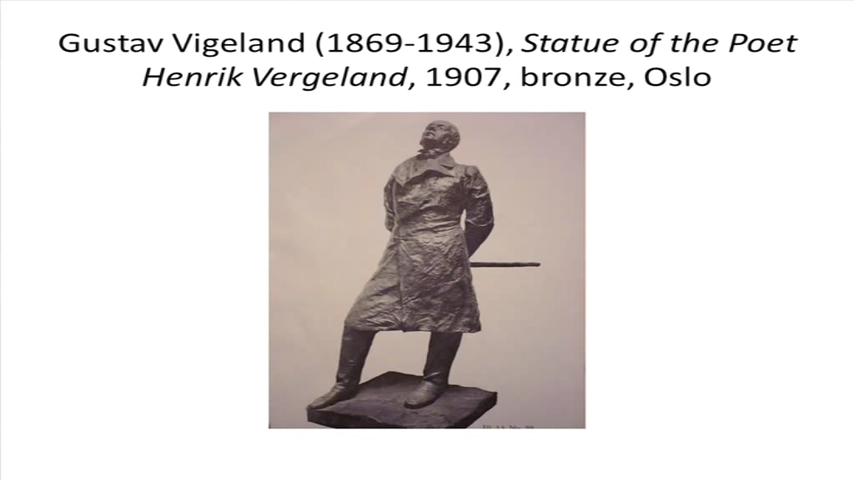 Gustav Vigeland (1869-1943), Statue of the Poet
Henrik Vergeland, 1907, bronze, Oslo